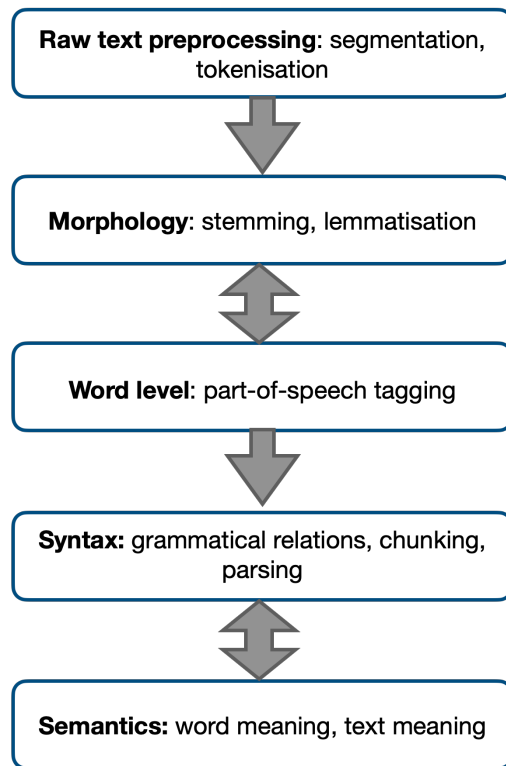 Raw text preprocessing: segmentation,
tokenisation
Morphology: stemming, lemmatisation
Word level: part-of-speech tagging
Syntax: grammatical relations, chunking,
parsing
Semantics: word meaning, text meaning